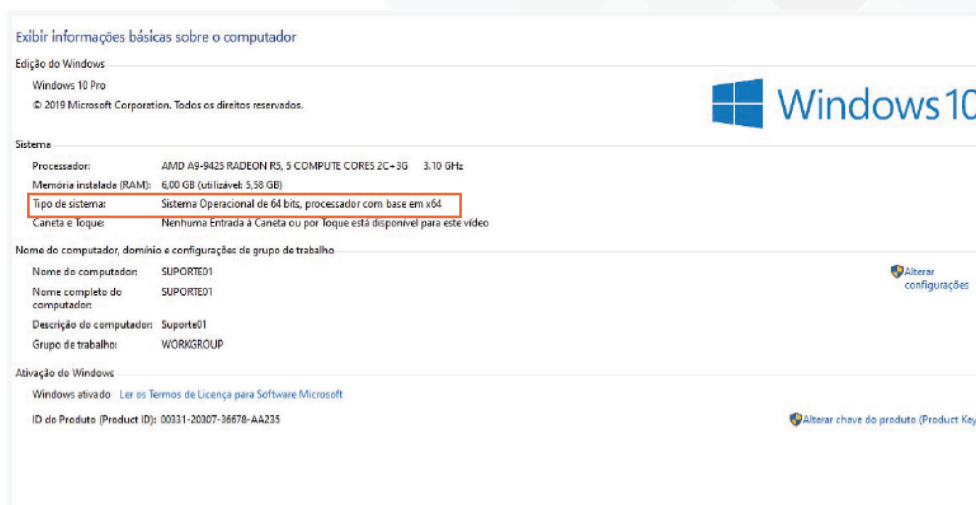 Exibir informações básicas sobre o computador
Edição do Windows
Windows 10 Pro
© 2019 Microsoft Corporation. Todos os direitos reservados.
Windows 10
Sistema
Processador: AMD A9-9425 RADEON R5, 5 COMPUTE CORES 2C+3G 3.10 GHz
Memória instalada (RAM): 6,00 GB (utilizável: 5,58 GB)
Tipo de sistema: Sistema Operacional de 64 bits, processador com base em x64
Caneta e Toque: Nenhuma Entrada à Caneta ou por Toque está disponível para este vídeo
Nome do computador, domínio e configurações de grupo de trabalho
Nome do computador: SUPORTE01
Alterar
configurações
Nome completo do
computador: SUPORTE01
Descrição do computador: Suporte01
Grupo de trabalho: WORKGROUP
Ativação do Windows
Windows ativado Ler os Termos de Licença para Software Microsoft
ID do Produto (Product ID): 00331-20307-36678-AA235
Alterar chave do produto (Product Key